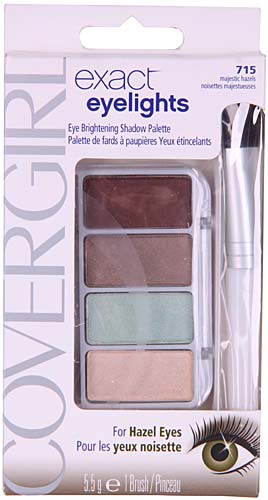 COVERGIRL
exact
eyelights
715
majestic hazels
noisettes majestueuses
Eye Brightening Shadow Palette
Palette de fards à paupières Yeux étincelants
For Hazel Eyes
Pour les yeux noisette
5.5 g e 1 Brush/Pinceau